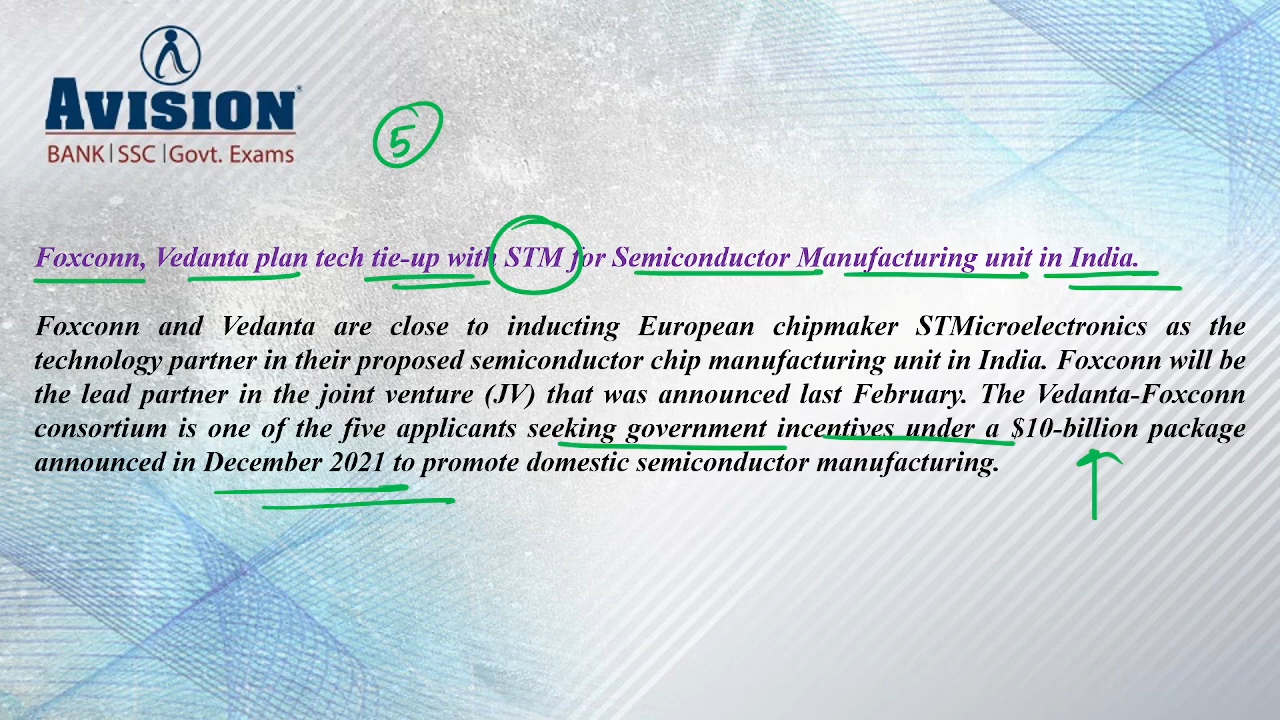 AVISION
BANK | SSC | Govt. Exams
5
Foxconn, Vedanta plan tech tie-up with STM for Semiconductor Manufacturing unit in India.
Foxconn and Vedanta are close to inducting European chipmaker STMicroelectronics as the
technology partner in their proposed semiconductor chip manufacturing unit in India. Foxconn will be
the lead partner in the joint venture (JV) that was announced last February. The Vedanta-Foxconn
consortium is one of the five applicants seeking government incentives under a $10-billion package
announced in December 2021 to promote domestic semiconductor manufacturing.